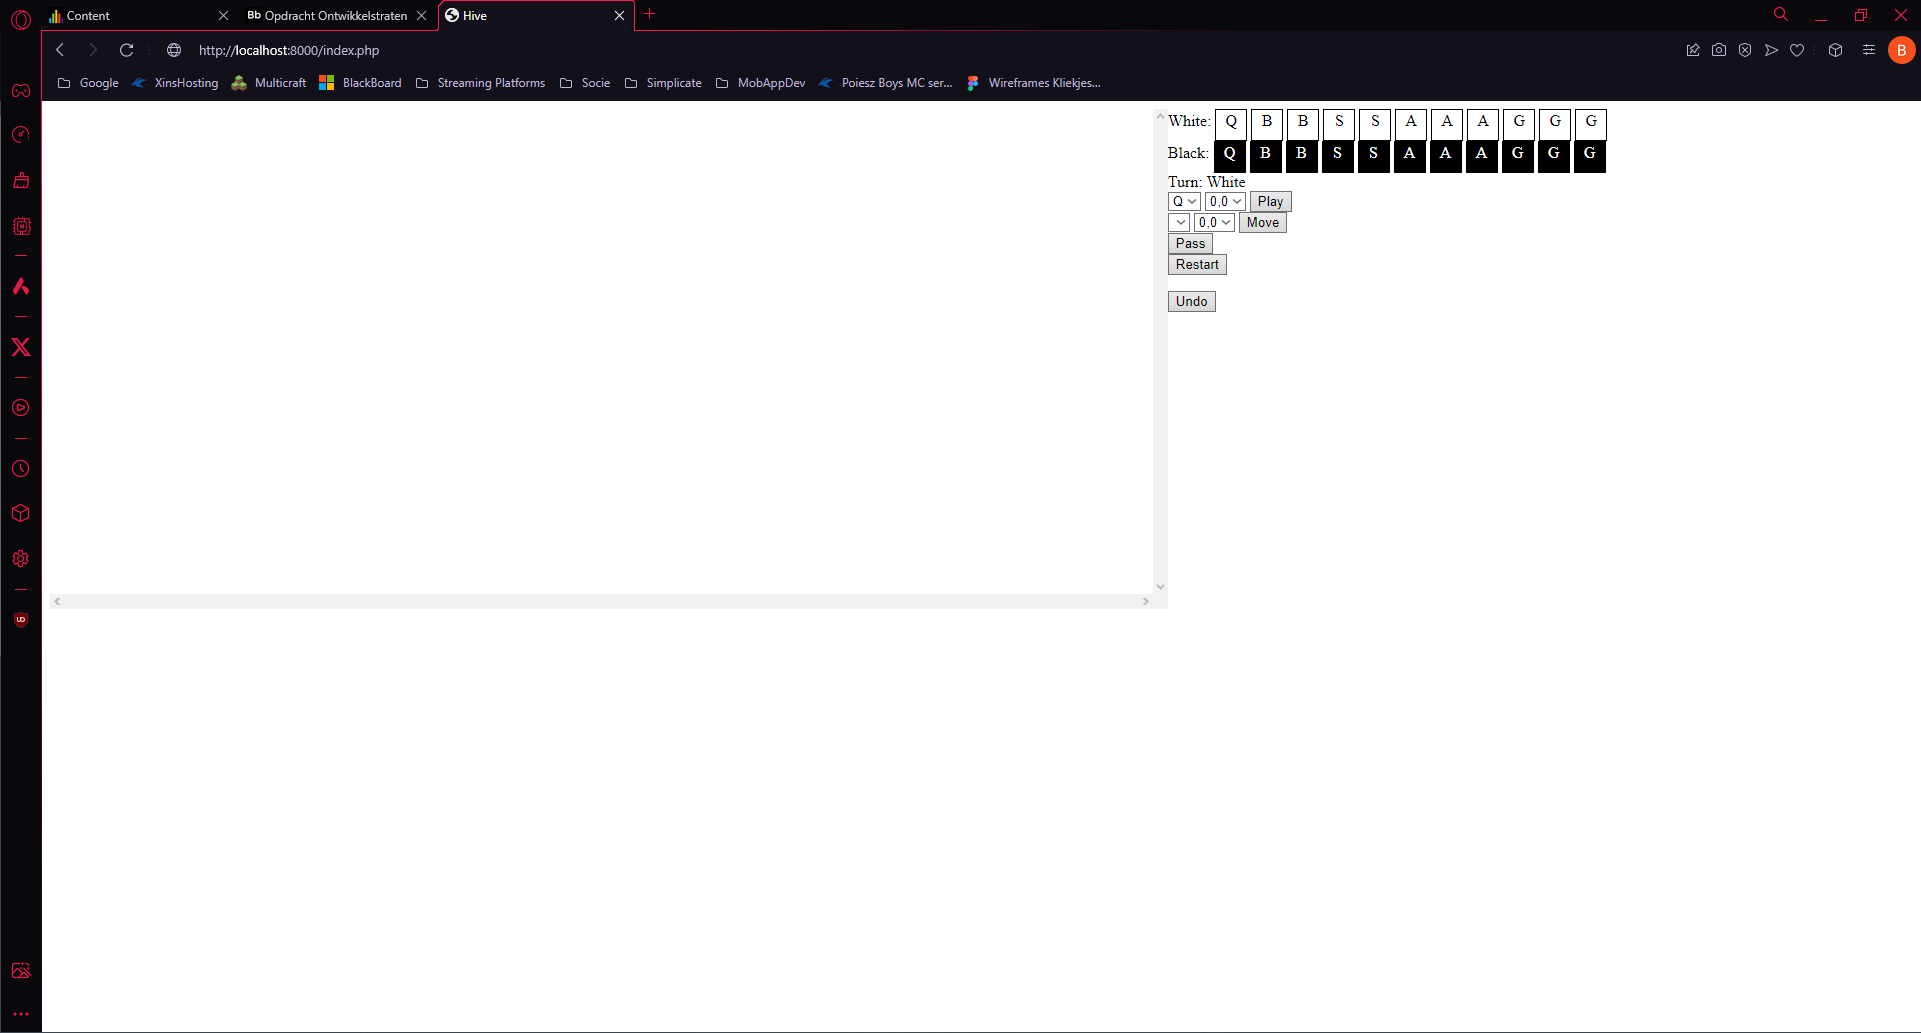 Content
Bb Opdracht Ontwikkelstraten
Hive
http://localhost:8000/index.php
B
Google XinsHosting Multicraft BlackBoard Streaming Platforms Socie Simplicate MobAppDev Poiesz Boys MC ser... Wireframes Kliekjes...
White: Q B B S S A A A G G G
Black: Q B B S S A A A G G G
Turn: White
Q 0,0 Play
0,0 Move
Pass
Restart
Undo